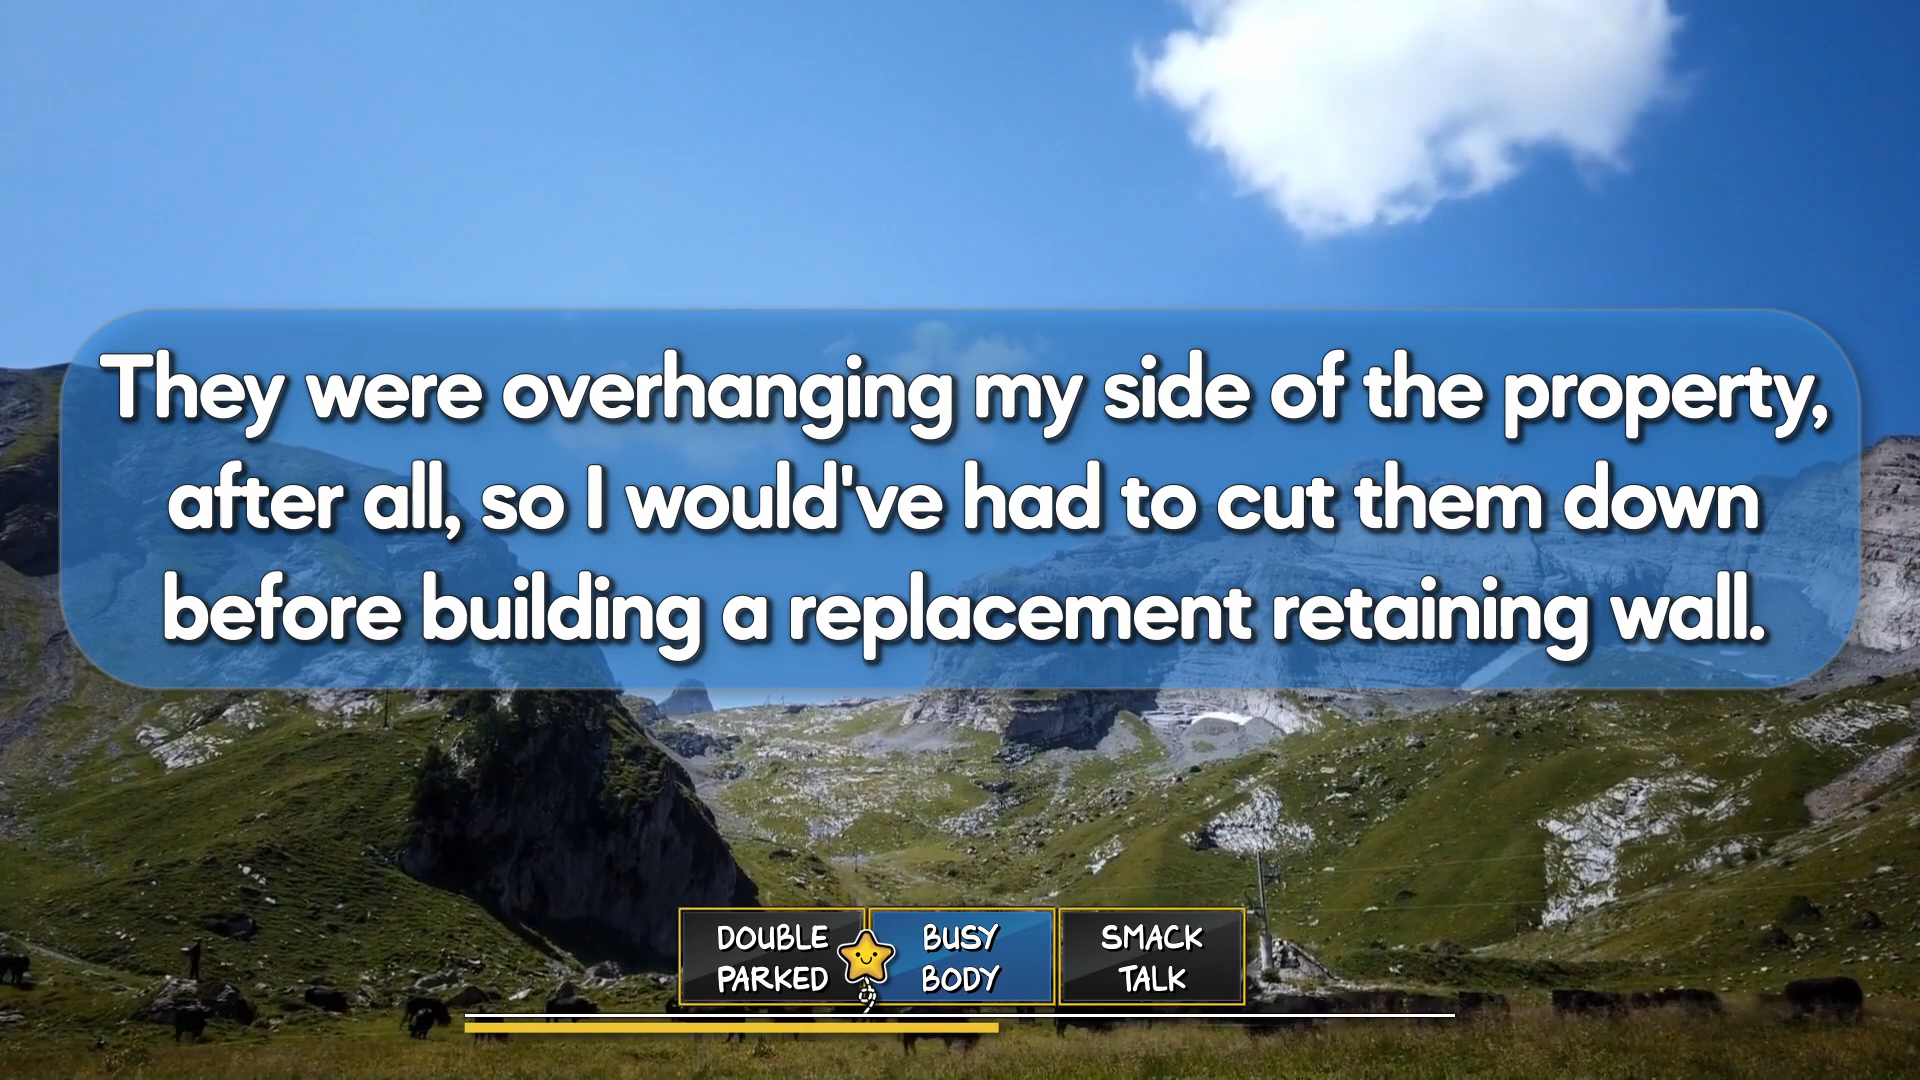 They were overhanging my side of the property,
after all, so I would've had to cut them down
before building a replacement retaining wall.
DOUBLE
PARKED
BUSY
BODY
SMACK
TALK